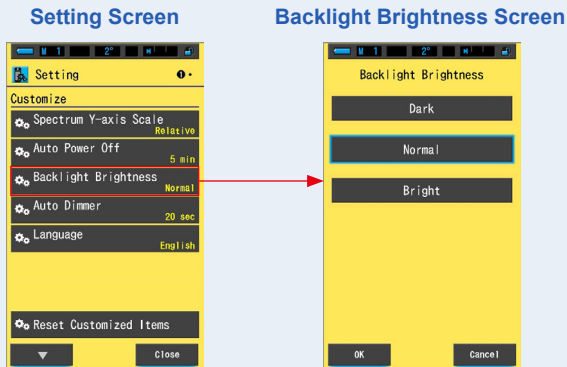 Setting Screen
Backlight Brightness Screen
M 1 2°
Setting
Customize
Spectrum Y-axis Scale
Relative
Auto Power Off
5 min
Backlight Brightness
Normal
Auto Dimmer
20 sec
Language
English
Reset Customized Items
Close
M 1 2°
Backlight Brightness
Dark
Normal
Bright
OK
Cancel